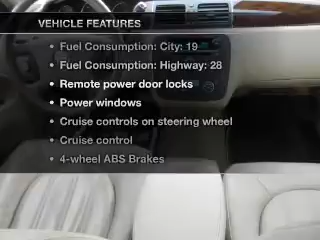 VEHICLE FEATURES
• Fuel Consumption: City: 19
• Fuel Consumption: Highway: 28
• Remote power door locks
• Power windows
• Cruise controls on steering wheel
• Cruise control
• 4-wheel ABS Brakes